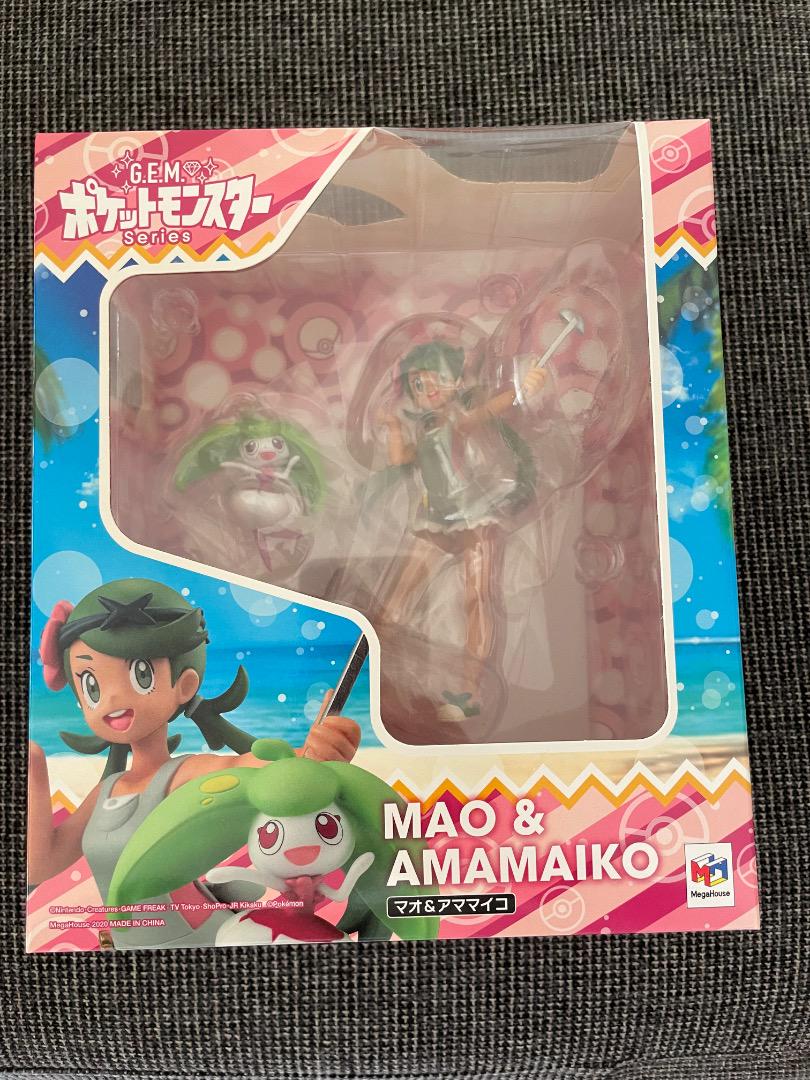 G.E.M.
ポケットモンスター
Series
MAO &
AMAMAIKO
マオ&アママイコ
MegaHouse
©Nintendo·Creatures·GAME FREAK·TV Tokyo·ShoPro·JR Kikaku ©Pokémon
MegaHouse 2020 MADE IN CHINA